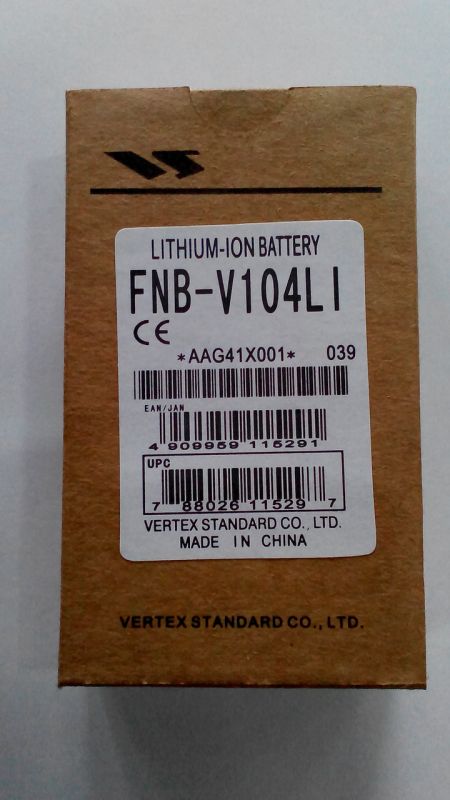 VS
LITHIUM-ION BATTERY
FNB-V104LI
CE
*AAG41X001* 039
EAN/JAN
4 909959 115291
UPC
7 88026 11529 7
VERTEX STANDARD CO., LTD.
MADE IN CHINA
VERTEX STANDARD CO., LTD.